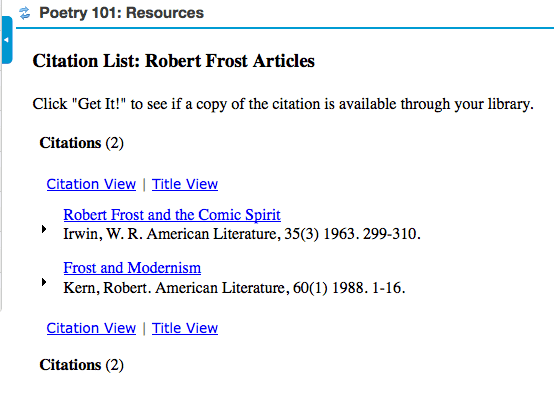 Poetry 101: Resources
Citation List: Robert Frost Articles
Click "Get It!" to see if a copy of the citation is available through your library.
Citations (2)
Citation View | Title View
Robert Frost and the Comic Spirit
Irwin, W. R. American Literature, 35(3) 1963. 299-310.
Frost and Modernism
Kern, Robert. American Literature, 60(1) 1988. 1-16.
Citation View | Title View
Citations (2)